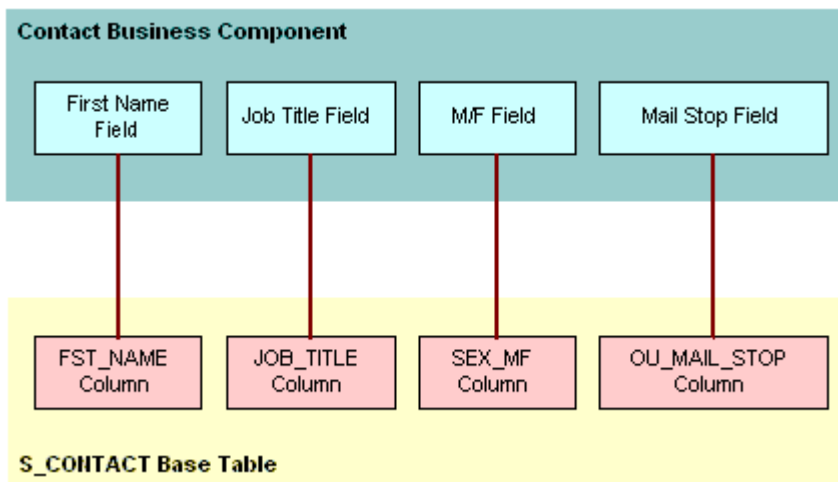 Contact Business Component
First Name
Field
Job Title Field
M/F Field
Mail Stop Field
FST_NAME
Column
JOB_TITLE
Column
SEX_MF
Column
OU_MAIL_STOP
Column
S_CONTACT Base Table